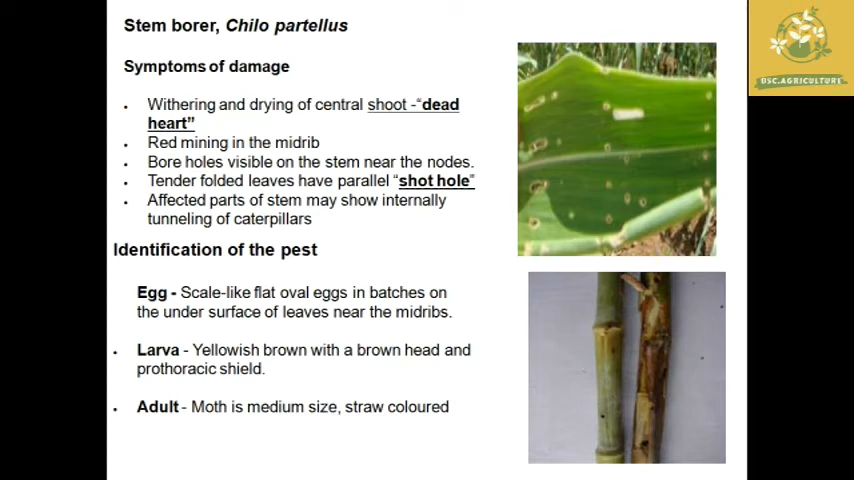 Stem borer, Chilo partellus
Symptoms of damage
• Withering and drying of central shoot -"dead
heart"
• Red mining in the midrib
• Bore holes visible on the stem near the nodes.
• Tender folded leaves have parallel "shot hole"
• Affected parts of stem may show internally
tunneling of caterpillars
Identification of the pest
Egg - Scale-like flat oval eggs in batches on
the under surface of leaves near the midribs.
• Larva - Yellowish brown with a brown head and
prothoracic shield.
• Adult - Moth is medium size, straw coloured
BSC.AGRICULTURE